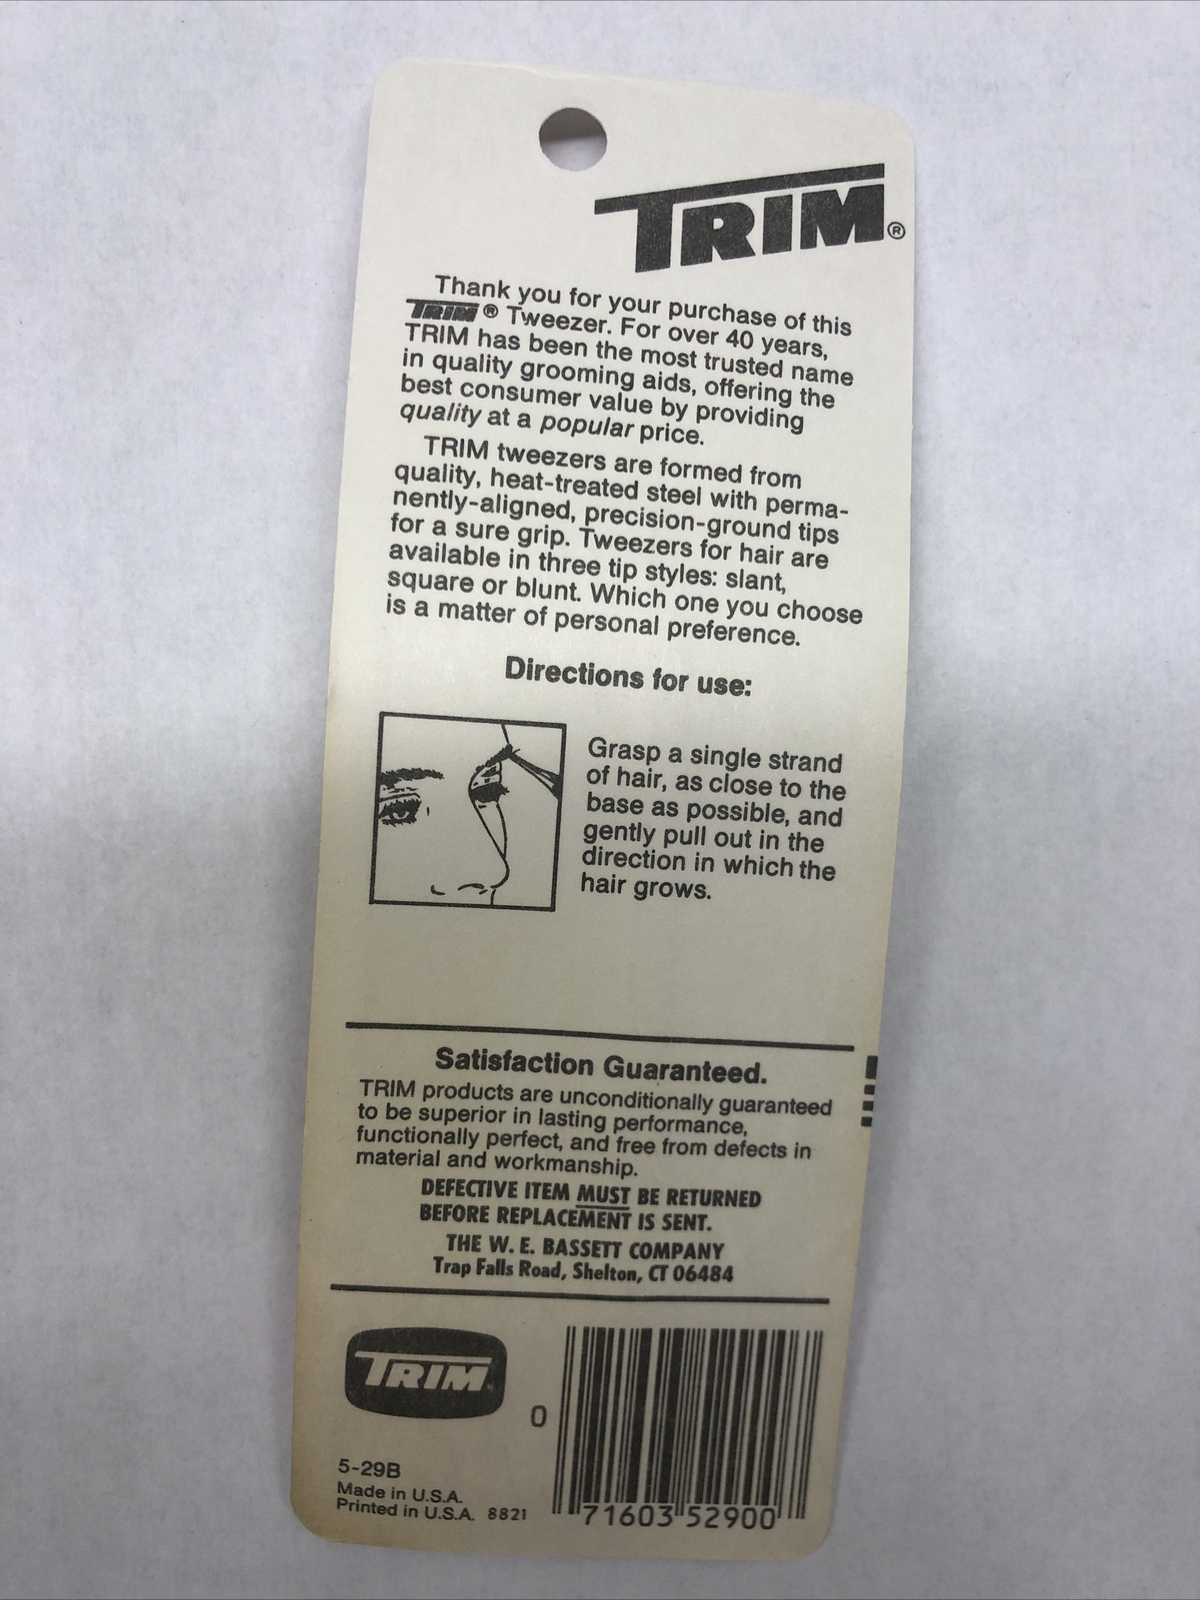 TRIM®
Thank you for your purchase of this
TRIM® Tweezer. For over 40 years,
TRIM has been the most trusted name
in quality grooming aids, offering the
best consumer value by providing
quality at a popular price.
TRIM tweezers are formed from
quality, heat-treated steel with perma-
nently-aligned, precision-ground tips
for a sure grip. Tweezers for hair are
available in three tip styles: slant,
square or blunt. Which one you choose
is a matter of personal preference.
Directions for use:
Grasp a single strand
of hair, as close to the
base as possible, and
gently pull out in the
direction in which the
hair grows.
Satisfaction Guaranteed.
TRIM products are unconditionally guaranteed
to be superior in lasting performance,
functionally perfect, and free from defects in
material and workmanship.
DEFECTIVE ITEM MUST BE RETURNED
BEFORE REPLACEMENT IS SENT.
THE W. E. BASSETT COMPANY
Trap Falls Road, Shelton, CT 06484
TRIM
5-29B
Made in U.S.A.
Printed in U.S.A. 8821
0 71603 52900